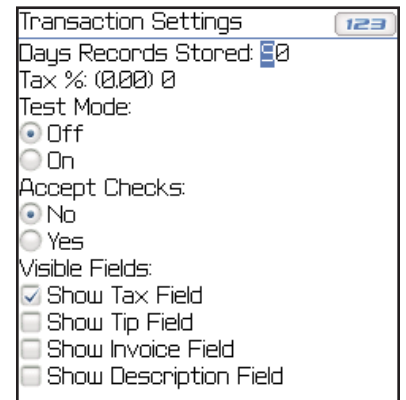 Transaction Settings 123
Days Records Stored: 90
Tax %: (0.00) 0
Test Mode:
Off
On
Accept Checks:
No
Yes
Visible Fields:
Show Tax Field
Show Tip Field
Show Invoice Field
Show Description Field